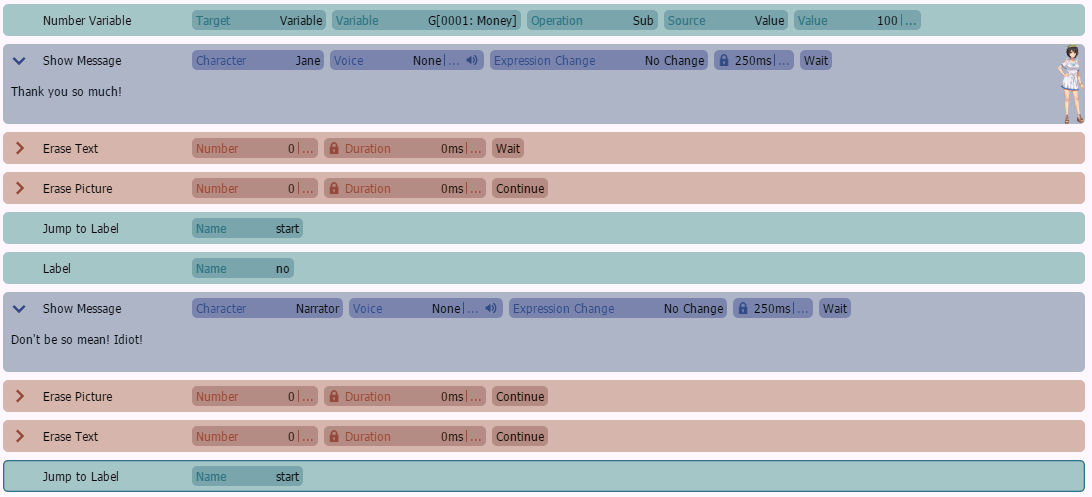 Number Variable Target Variable Variable G[0001: Money] Operation Sub Source Value Value 100 | ...
Show Message Character Jane Voice None | ... Expression Change No Change 250ms | ... Wait
Thank you so much!
Erase Text Number 0 | ... Duration 0ms | ... Wait
Erase Picture Number 0 | ... Duration 0ms | ... Continue
Jump to Label Name start
Label Name no
Show Message Character Narrator Voice None | ... Expression Change No Change 250ms | ... Wait
Don't be so mean! Idiot!
Erase Picture Number 0 | ... Duration 0ms | ... Continue
Erase Text Number 0 | ... Duration 0ms | ... Continue
Jump to Label Name start